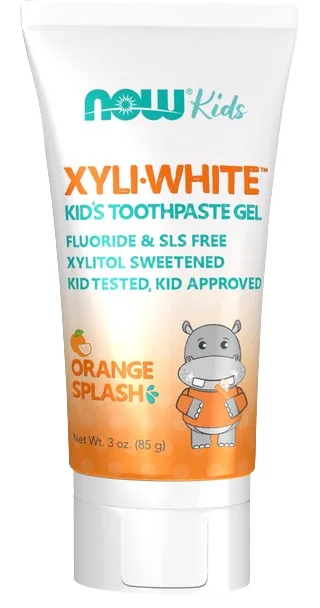 NOW® Kids
XYLI·WHITE™
KID'S TOOTHPASTE GEL
FLUORIDE & SLS FREE
XYLITOL SWEETENED
KID TESTED, KID APPROVED
ORANGE
SPLASH
Net Wt. 3 oz. (85 g)